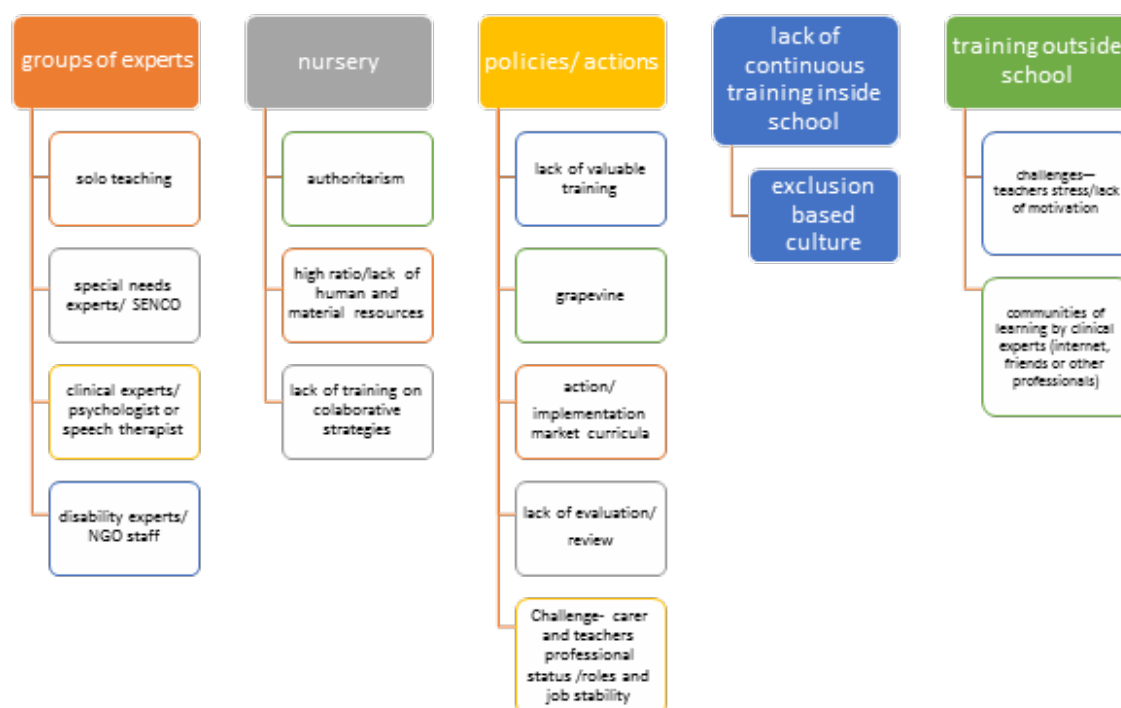 groups of experts
solo teaching
special needs
experts/ SENCO
clinical experts/
psychologist or
speech therapist
disability experts/
NGO staff
nursery
authoritarism
high ratio/lack of
human and
material resources
lack of training on
colaborative
strategies
policies/ actions
lack of valuable
training
grapevine
action/
implementation
market curricula
lack of evaluation/
review
Challenge- carer
and teachers
professional
status /roles and
job stability
lack of
continuous
training inside
school
exclusion
based
culture
training outside
school
challenges—
teachers stress/lack
of motivation
communities of
learning by clinical
experts (internet,
friends or other
professionals)